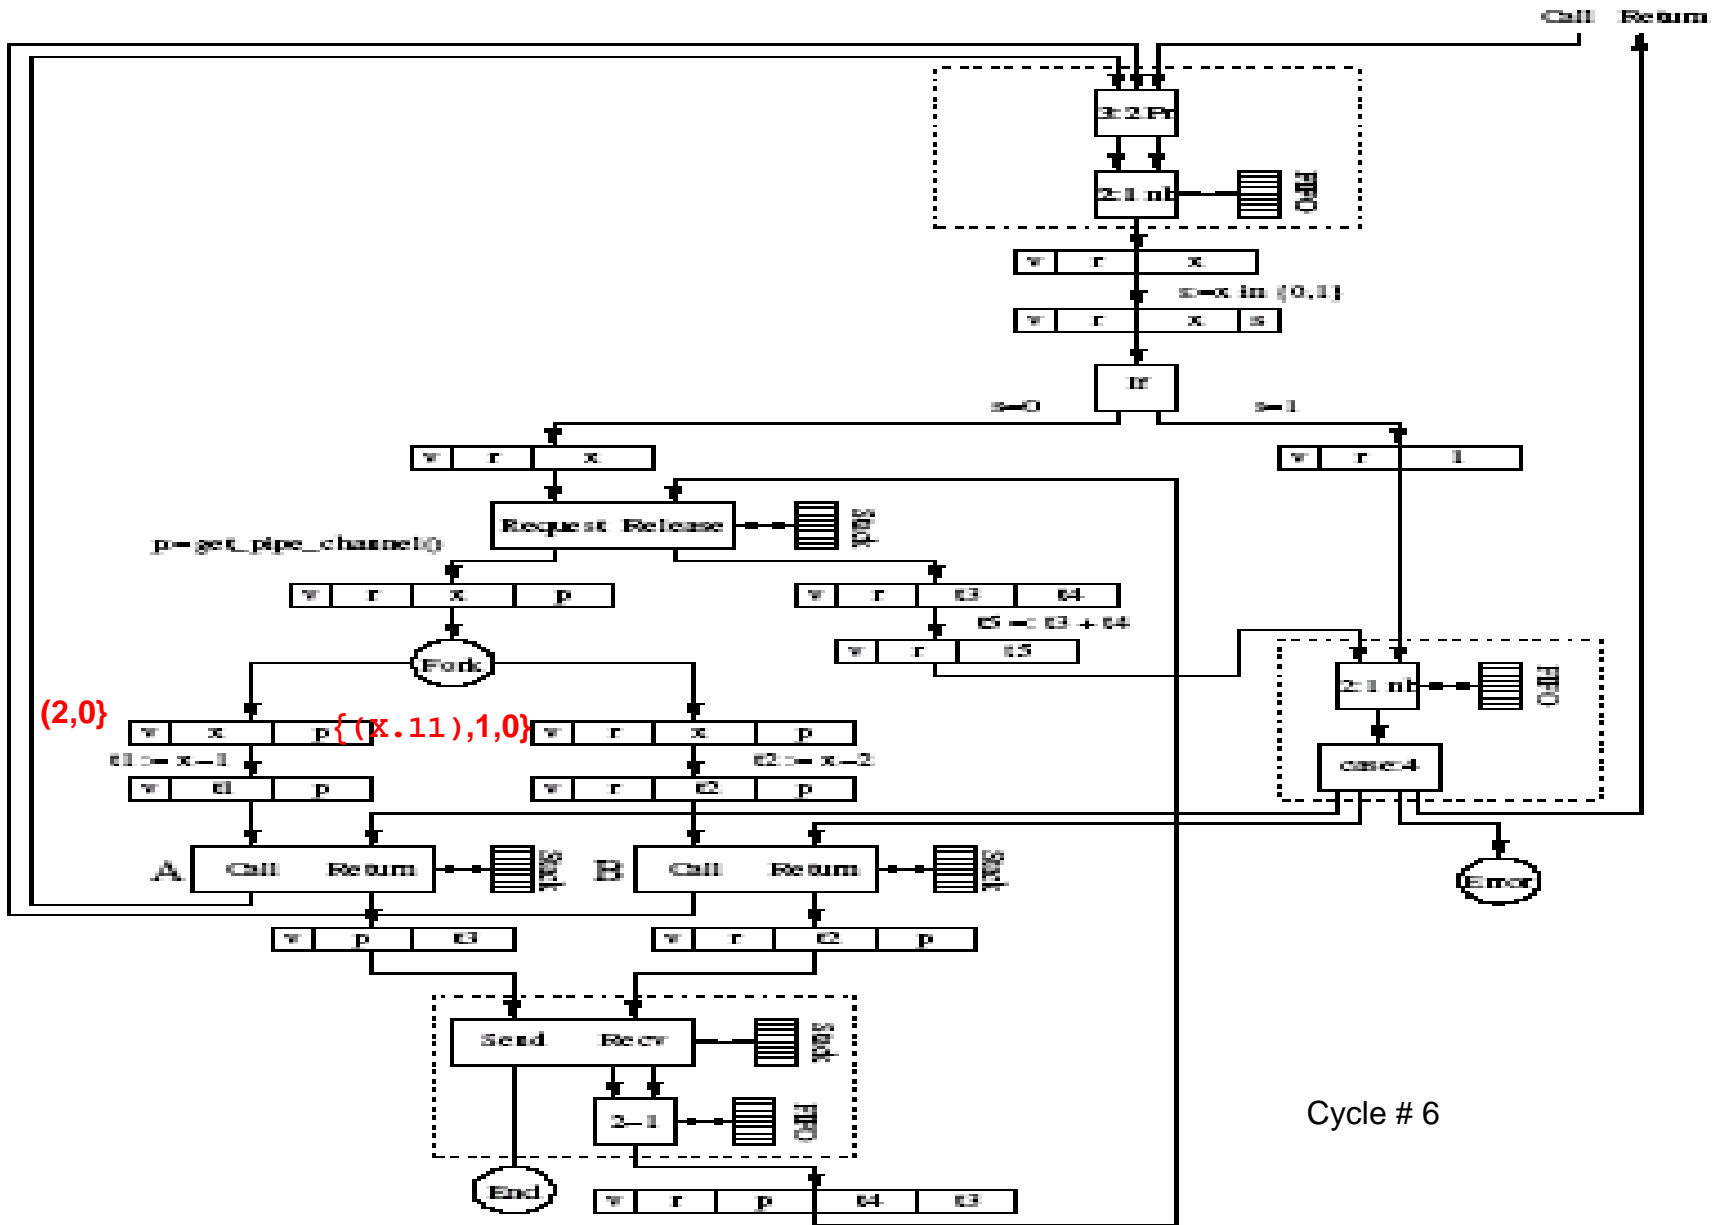 Call Return
3:2Pr
2:1 nb
FIFO
v r x
s=x in {0,1}
v r x s
If
s=0 s=1
v r x
v r 1
Request Release
Stack
p=get_pipe_channel()
v r x p
v r t3 t4
t5 =: t3 + t4
v r t5
Fork
2:1 nb
FIFO
(2,0}
{(x.11),1,0}
v x p
v r x p
t1 := x-1
t2 := x-2
v t1 p
v r t2 p
case:4
A
Call Return
Stack
B
Call Return
Stack
Error
v p t3
v r t2 p
Send Recv
Stack
2-1
FIFO
Cycle # 6
End
v r p t4 t3